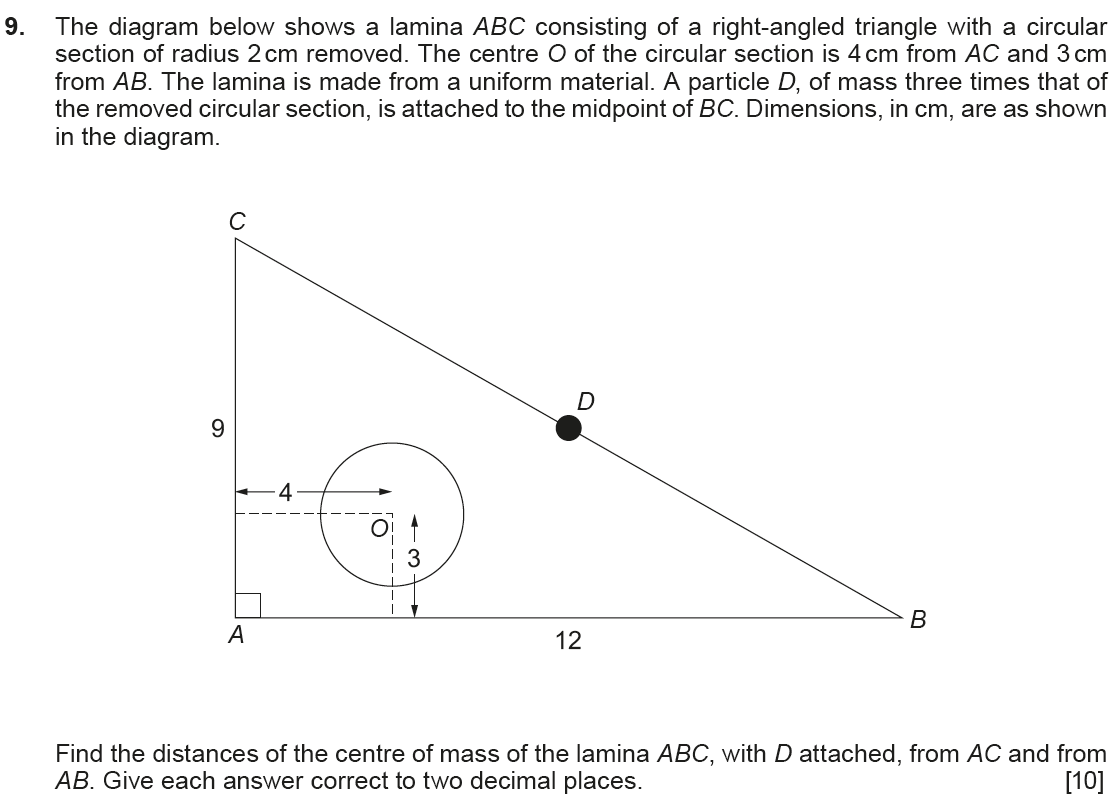 9. The diagram below shows a lamina ABC consisting of a right-angled triangle with a circular
section of radius 2 cm removed. The centre O of the circular section is 4 cm from AC and 3 cm
from AB. The lamina is made from a uniform material. A particle D, of mass three times that of
the removed circular section, is attached to the midpoint of BC. Dimensions, in cm, are as shown
in the diagram.
C
D
9
4
O
3
A
B
12
Find the distances of the centre of mass of the lamina ABC, with D attached, from AC and from
AB. Give each answer correct to two decimal places. [10]